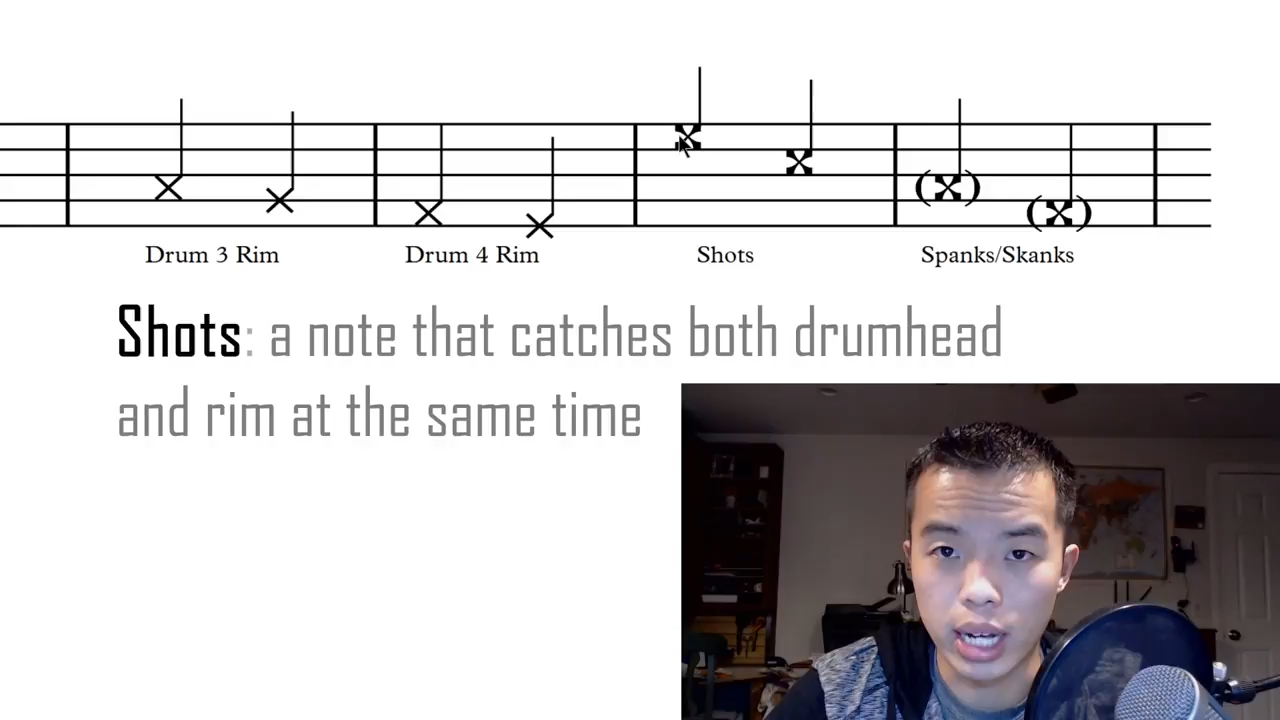 Drum 3 Rim Drum 4 Rim Shots Spanks/Skanks
Shots: a note that catches both drumhead
and rim at the same time